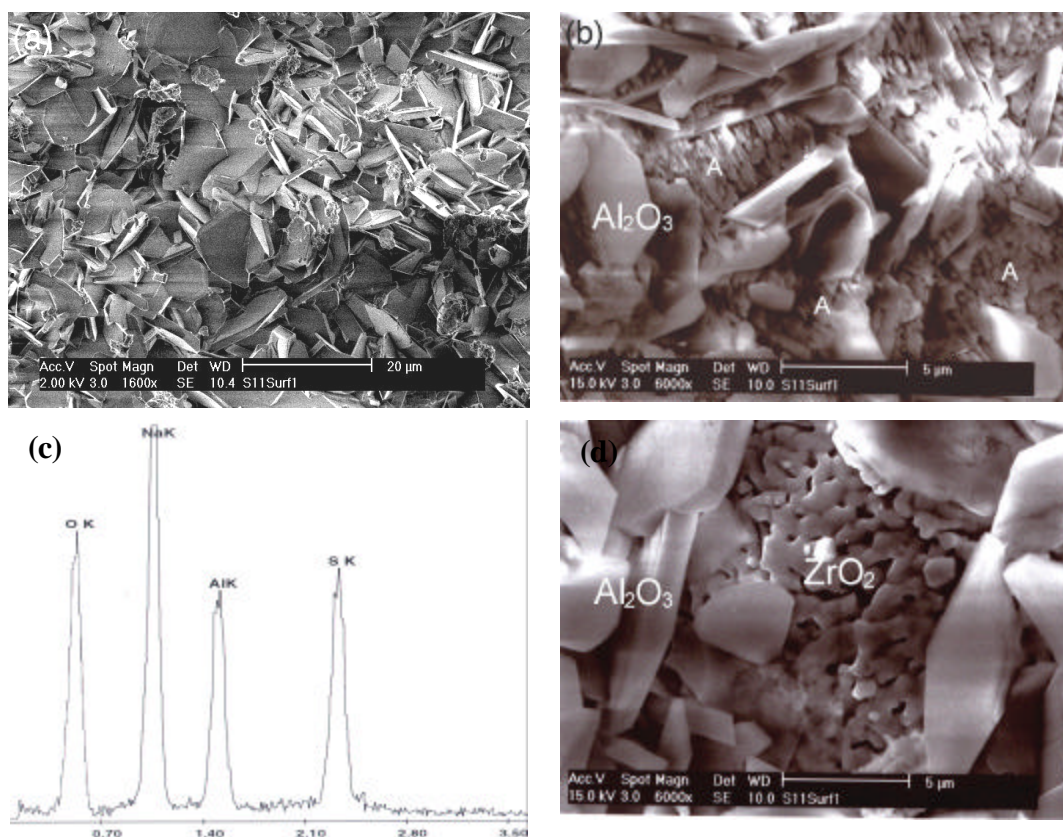 (a)
Acc.V Spot Magn Det WD 20 µm
2.00 kV 3.0 1600x SE 10.4 S11Surf1
(b)
A
Al2O3
A
A
Acc.V Spot Magn Det WD 5 µm
15.0 kV 3.0 6000x SE 10.0 S11Surf1
(c)
NaK
O K
AlK
S K
0.70 1.40 2.10 2.80 3.50
(d)
ZrO2
Al2O3
Acc.V Spot Magn Det WD 5 µm
15.0 kV 3.0 6000x SE 10.0 S11Surf1